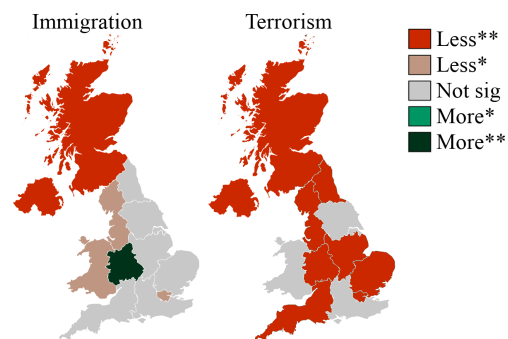 Immigration
Terrorism
Less**
Less*
Not sig
More*
More**